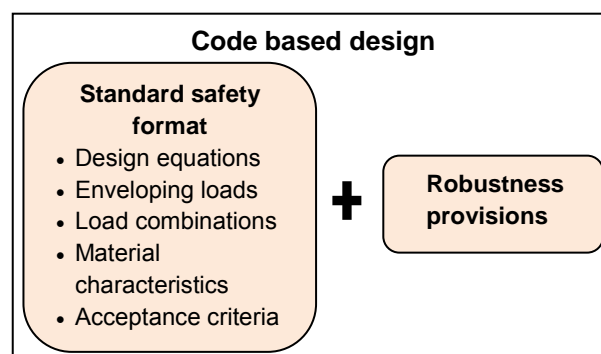 Code based design
Standard safety
format
• Design equations
• Enveloping loads
• Load combinations
• Material
characteristics
• Acceptance criteria
+
Robustness
provisions